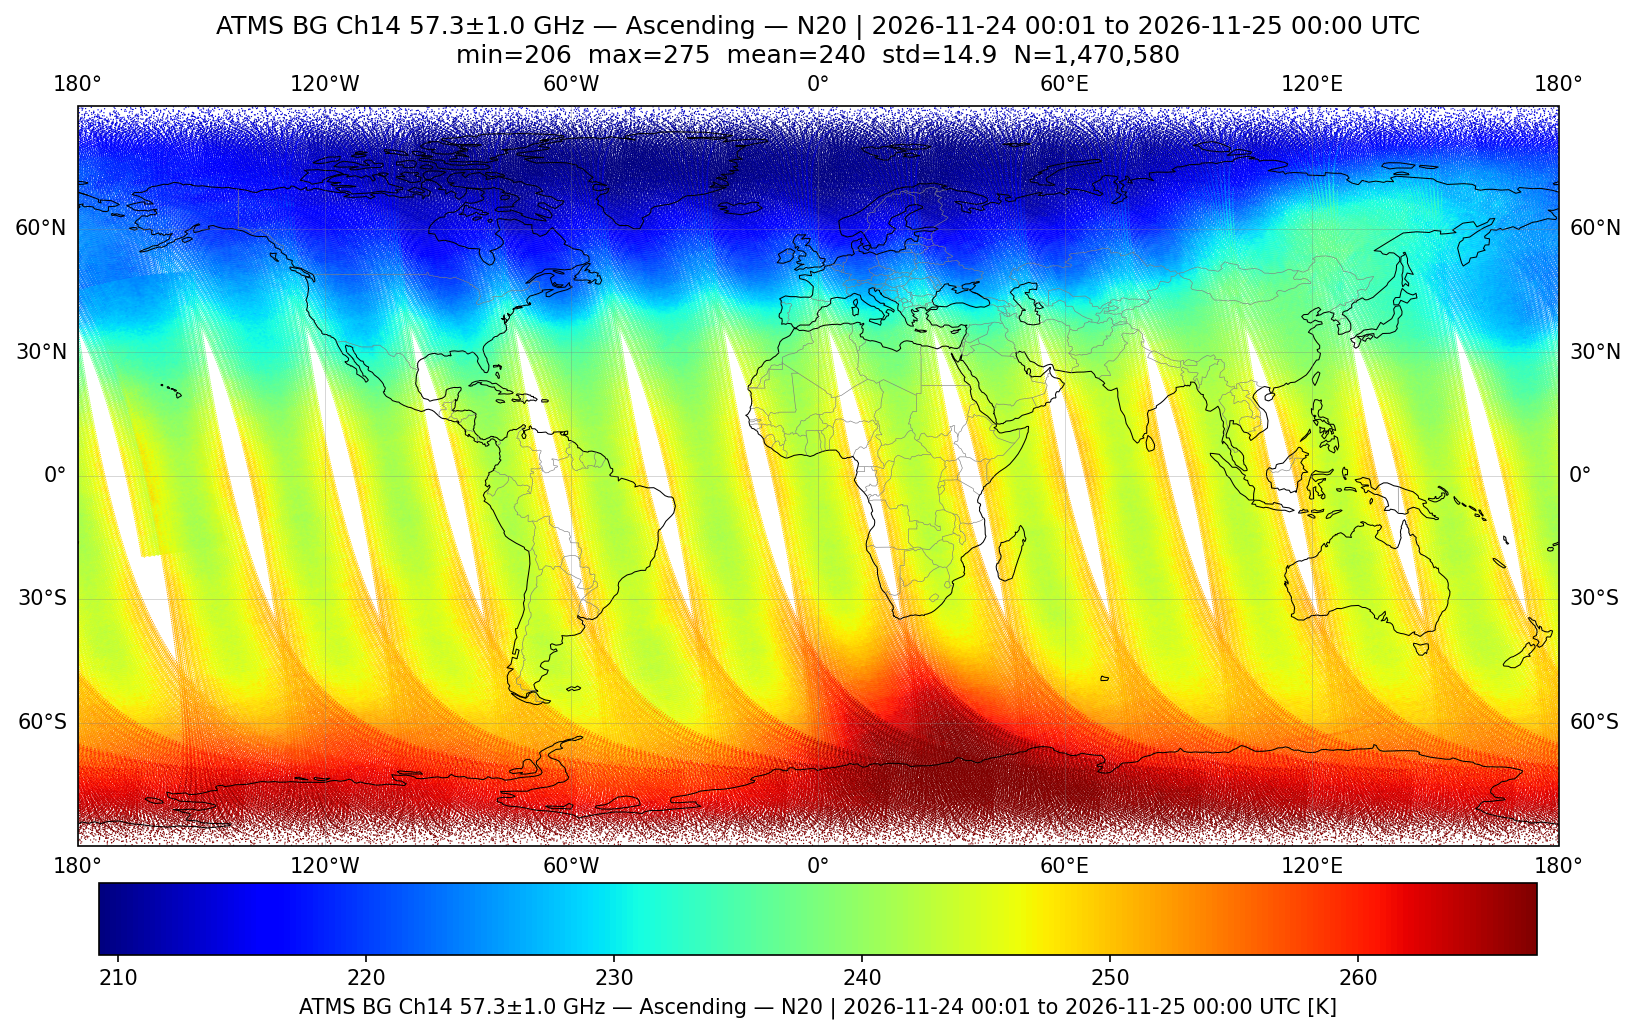 ATMS BG Ch14 57.3±1.0 GHz — Ascending — N20 | 2026-11-24 00:01 to 2026-11-25 00:00 UTC
min=206 max=275 mean=240 std=14.9 N=1,470,580
180° 120°W 60°W 0° 60°E 120°E 180°
60°N 60°N
30°N 30°N
0° 0°
30°S 30°S
60°S 60°S
180° 120°W 60°W 0° 60°E 120°E 180°
210 220 230 240 250 260
ATMS BG Ch14 57.3±1.0 GHz — Ascending — N20 | 2026-11-24 00:01 to 2026-11-25 00:00 UTC [K]